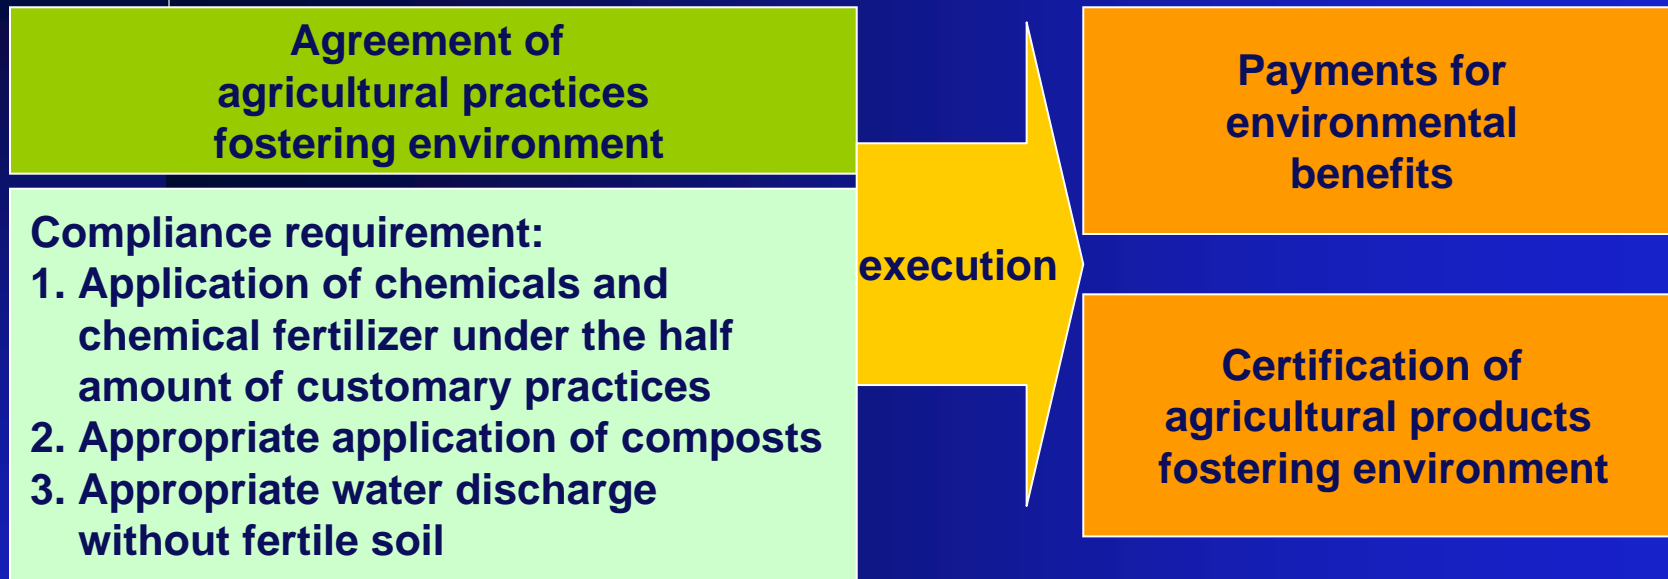 Agreement of
agricultural practices
fostering environment
Compliance requirement:
1. Application of chemicals and
chemical fertilizer under the half
amount of customary practices
2. Appropriate application of composts
3. Appropriate water discharge
without fertile soil
execution
Payments for
environmental
benefits
Certification of
agricultural products
fostering environment